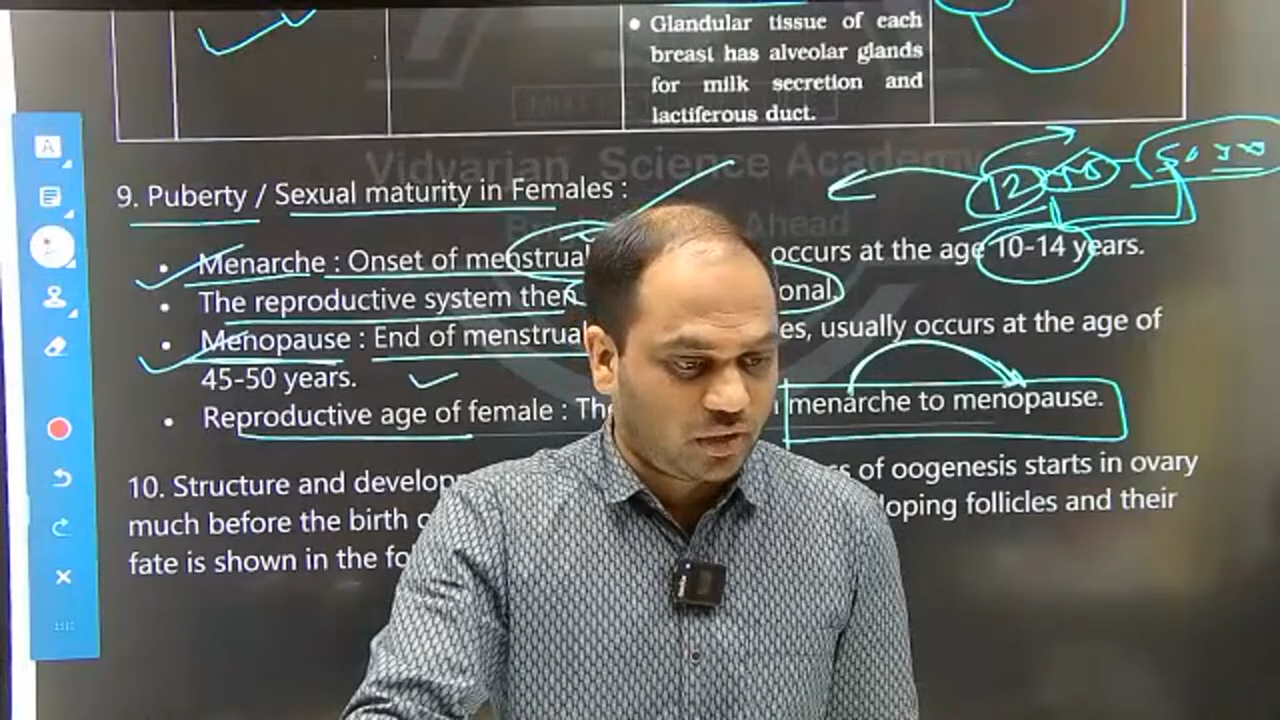 • Glandular tissue of each
breast has alveolar glands
for milk secretion and
lactiferous duct.
Vidvarian Science Academy
Ahead
12
9. Puberty / Sexual maturity in Females :
• Menarche : Onset of menstrual occurs at the age 10-14 years.
• The reproductive system then onal.
• Menopause : End of menstrual es, usually occurs at the age of
45-50 years.
• Reproductive age of female : The menarche to menopause.
10. Structure and develop s of oogenesis starts in ovary
much before the birth o loping follicles and their
fate is shown in the fo